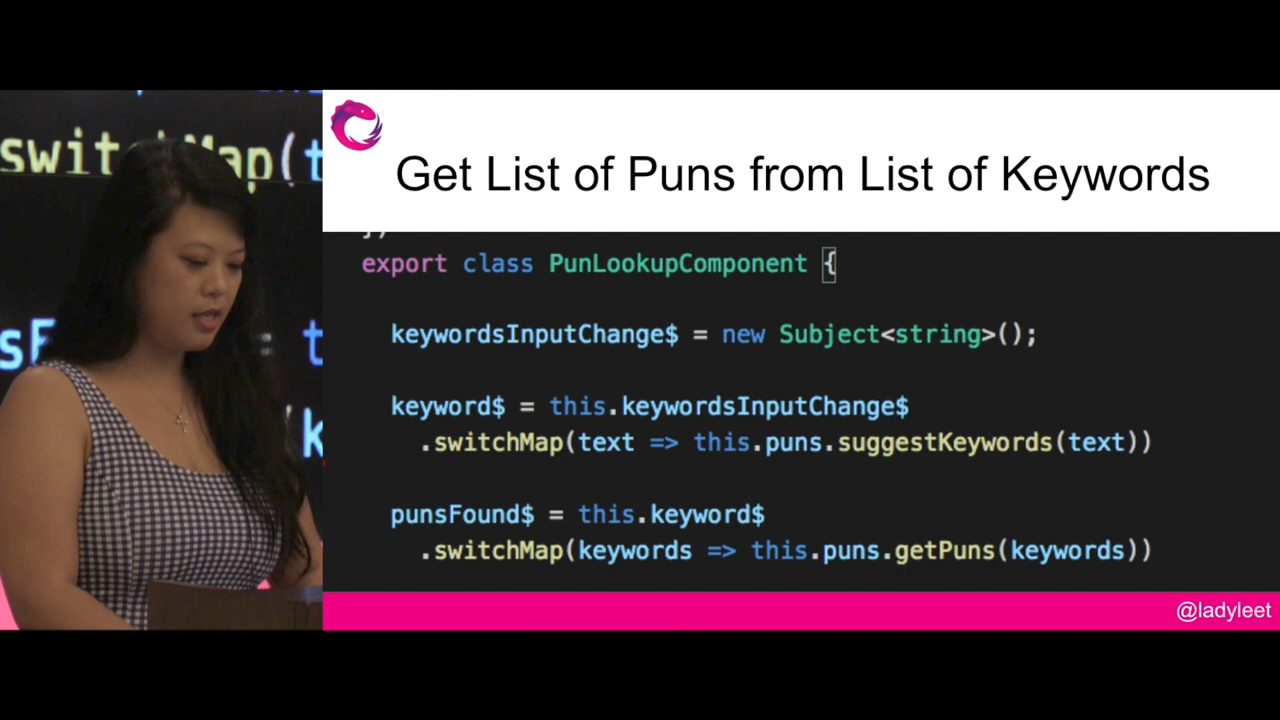 switchMap(t
Get List of Puns from List of Keywords
export class PunLookupComponent {
keywordsInputChange$ = new Subject<string>();
keyword$ = this.keywordsInputChange$
.switchMap(text => this.puns.suggestKeywords(text))
punsFound$ = this.keyword$
.switchMap(keywords => this.puns.getPuns(keywords))
@ladyleet